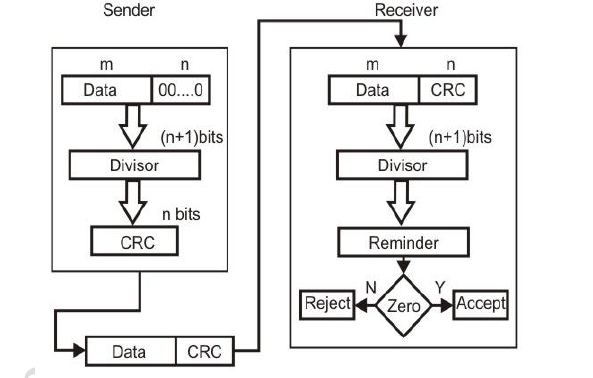 Sender
m n
Data 00....0
(n+1)bits
Divisor
n bits
CRC
Data CRC
Receiver
m n
Data CRC
(n+1)bits
Divisor
Reminder
N Y
Reject Zero Accept